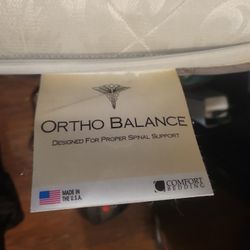 ORTHO BALANCE
DESIGNED FOR PROPER SPINAL SUPPORT
MADE IN
THE U.S.A.
COMFORT
BEDDING